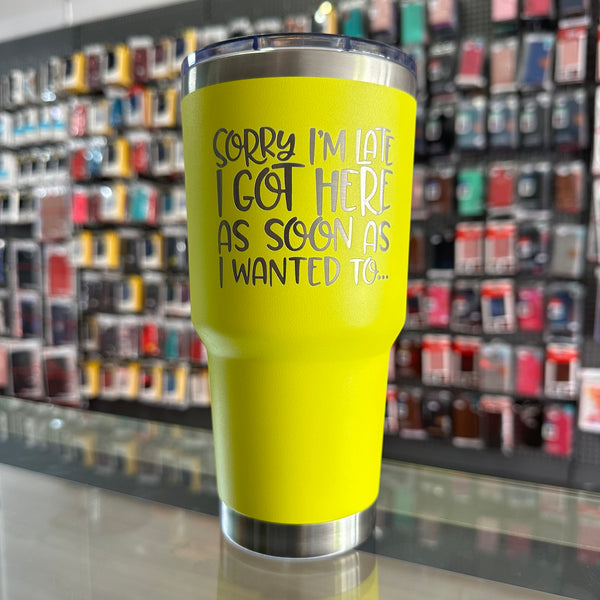 SORRY I'M LATE
I GOT HERE
AS SOON AS
I WANTED TO...